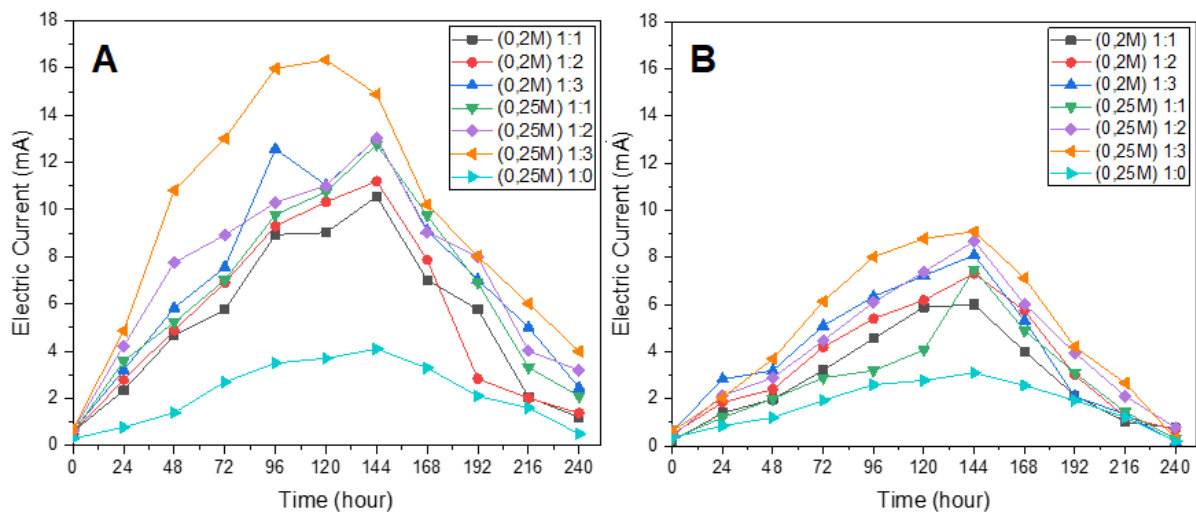 A
(0,2M) 1:1
(0,2M) 1:2
(0,2M) 1:3
(0,25M) 1:1
(0,25M) 1:2
(0,25M) 1:3
(0,25M) 1:0
Electric Current (mA)
18
16
14
12
10
8
6
4
2
0
0 24 48 72 96 120 144 168 192 216 240
Time (hour)
B
(0,2M) 1:1
(0,2M) 1:2
(0,2M) 1:3
(0,25M) 1:1
(0,25M) 1:2
(0,25M) 1:3
(0,25M) 1:0
Electric Current (mA)
18
16
14
12
10
8
6
4
2
0
0 24 48 72 96 120 144 168 192 216 240
Time (hour)